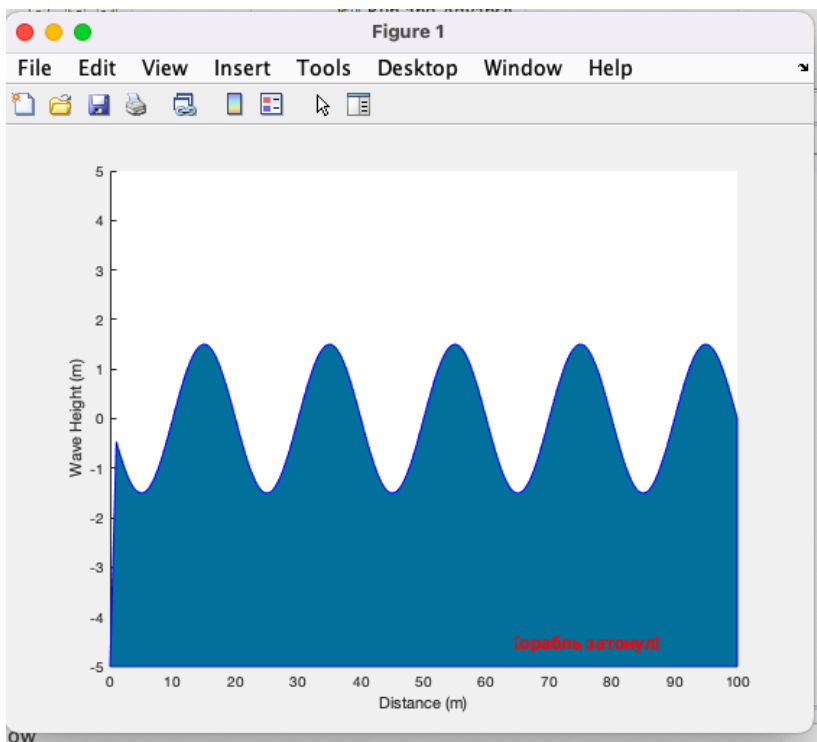 Figure 1
File Edit View Insert Tools Desktop Window Help
5
4
3
2
1
0
-1
-2
-3
-4
-5
Wave Height (m)
затонул!
0 10 20 30 40 50 60 70 80 90 100
Distance (m)